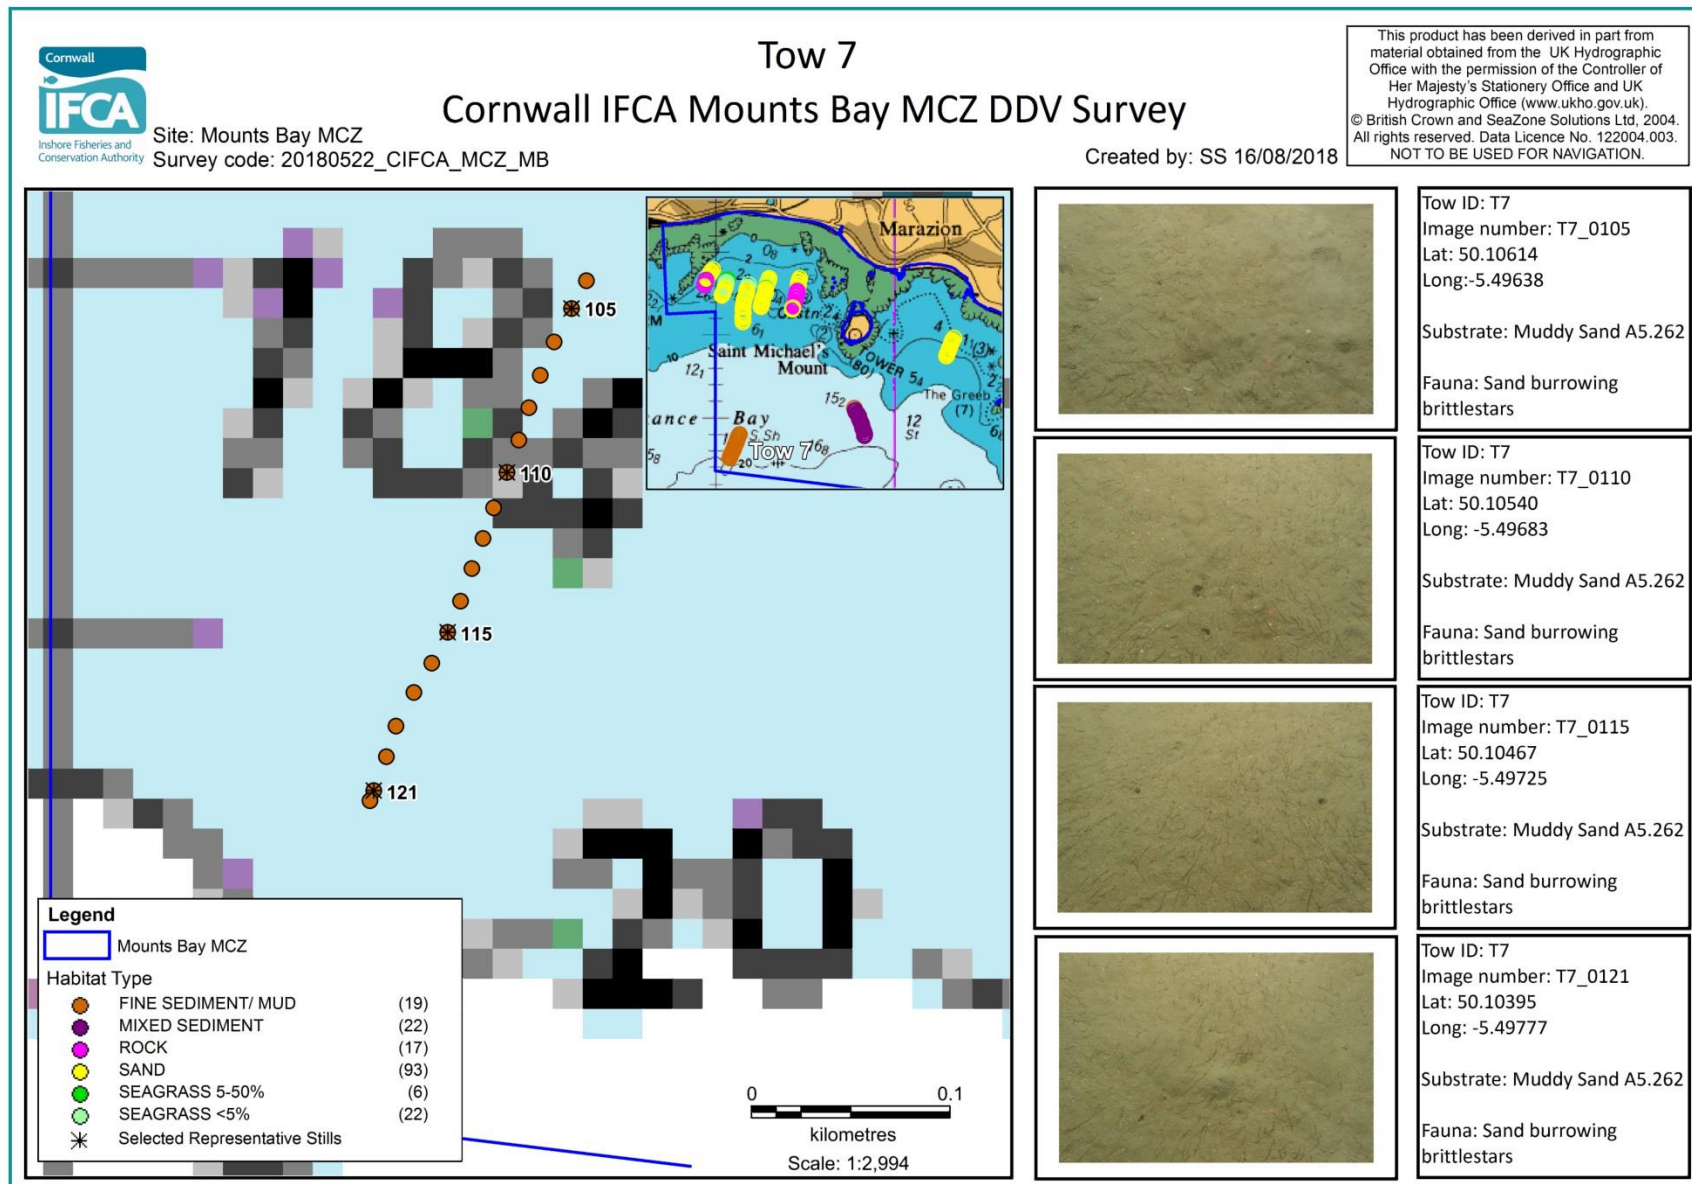 Cornwall
IFCA
Inshore Fisheries and
Conservation Authority
Tow 7
Cornwall IFCA Mounts Bay MCZ DDV Survey
Site: Mounts Bay MCZ
Survey code: 20180522_CIFCA_MCZ_MB
Created by: SS 16/08/2018
This product has been derived in part from
material obtained from the UK Hydrographic
Office with the permission of the Controller of
Her Majesty's Stationery Office and UK
Hydrographic Office (www.ukho.gov.uk).
© British Crown and SeaZone Solutions Ltd, 2004.
All rights reserved. Data Licence No. 122004.003.
NOT TO BE USED FOR NAVIGATION.
184
105
110
115
121
20
Marazion
Saint Michael's
Mount
TOWER
(80)
The Greeb
(7)
Bay
S.Sh
Tow 7
12
St
Legend
Mounts Bay MCZ
Habitat Type
FINE SEDIMENT/ MUD (19)
MIXED SEDIMENT (22)
ROCK (17)
SAND (93)
SEAGRASS 5-50% (6)
SEAGRASS <5% (22)
Selected Representative Stills
0 0.1
kilometres
Scale: 1:2,994
Tow ID: T7
Image number: T7_0105
Lat: 50.10614
Long:-5.49638
Substrate: Muddy Sand A5.262
Fauna: Sand burrowing
brittlestars
Tow ID: T7
Image number: T7_0110
Lat: 50.10540
Long: -5.49683
Substrate: Muddy Sand A5.262
Fauna: Sand burrowing
brittlestars
Tow ID: T7
Image number: T7_0115
Lat: 50.10467
Long: -5.49725
Substrate: Muddy Sand A5.262
Fauna: Sand burrowing
brittlestars
Tow ID: T7
Image number: T7_0121
Lat: 50.10395
Long: -5.49777
Substrate: Muddy Sand A5.262
Fauna: Sand burrowing
brittlestars